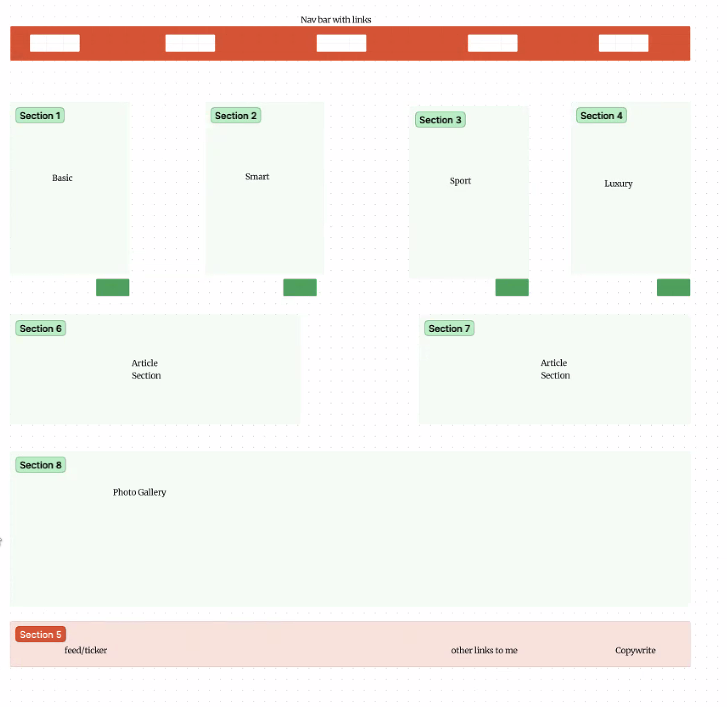 Nav bar with links
Section 1
Section 2
Section 3
Section 4
Basic
Smart
Sport
Luxury
Section 6
Section 7
Article
Section
Article
Section
Section 8
Photo Gallery
Section 5
feed/ticker
other links to me
Copywrite